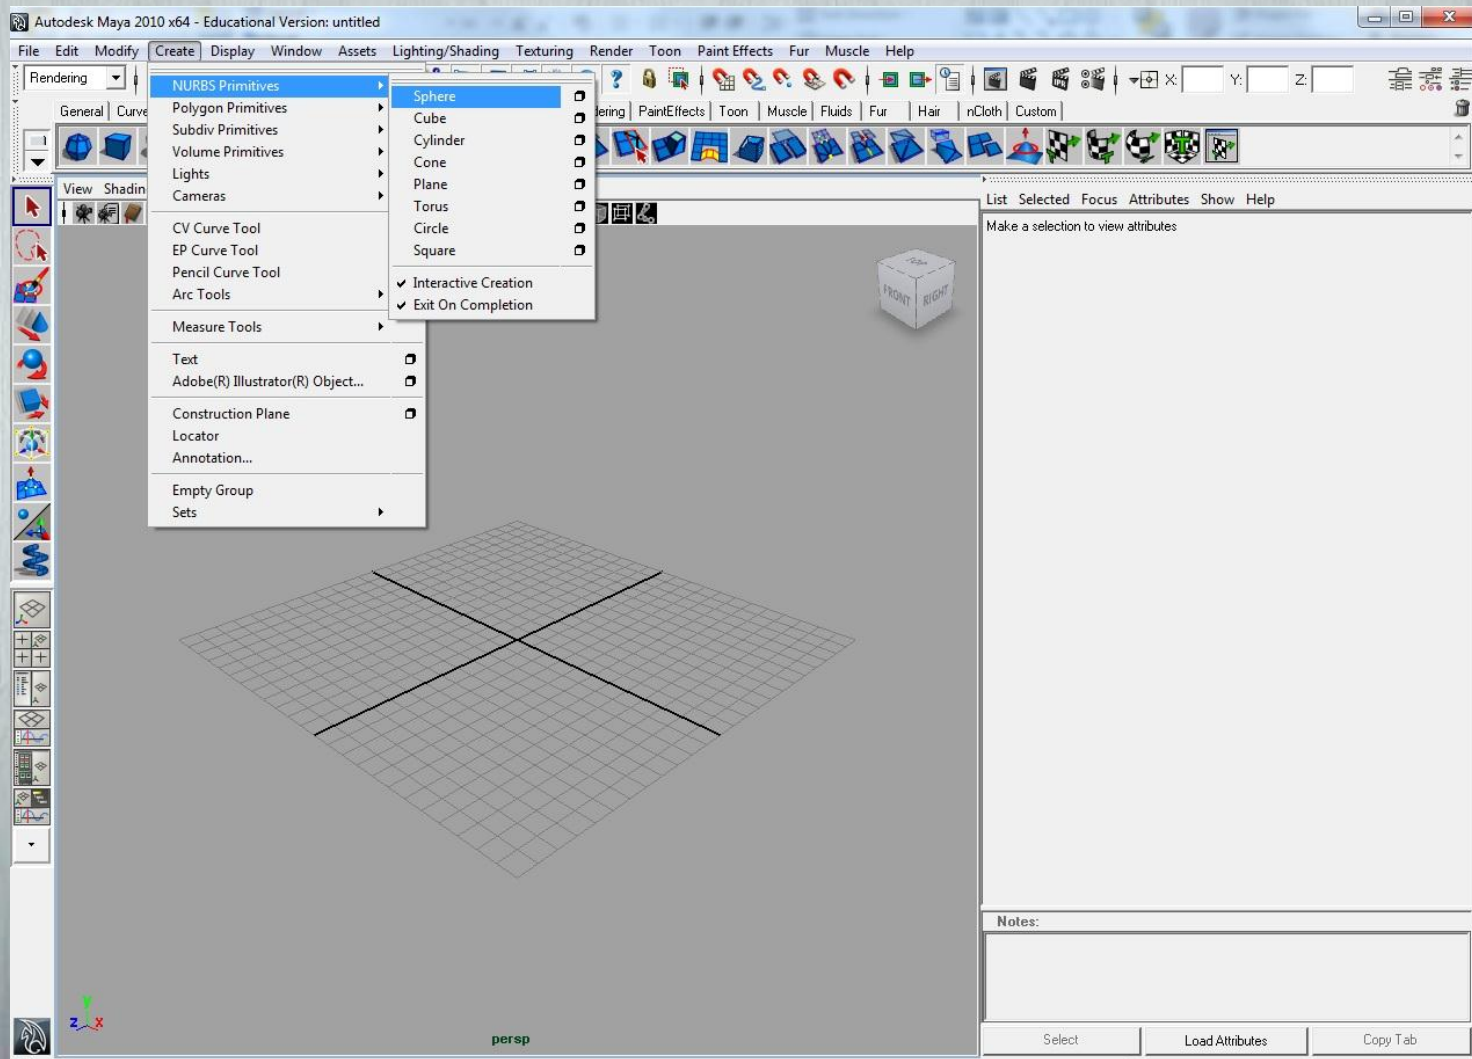 Autodesk Maya 2010 x64 - Educational Version: untitled
File Edit Modify Create Display Window Assets Lighting/Shading Texturing Render Toon Paint Effects Fur Muscle Help
Rendering X: Y: Z:
General Curve ering PaintEffects Toon Muscle Fluids Fur Hair nCloth Custom
NURBS Primitives
Polygon Primitives
Subdiv Primitives
Volume Primitives
Lights
Cameras
CV Curve Tool
EP Curve Tool
Pencil Curve Tool
Arc Tools
Measure Tools
Text
Adobe(R) Illustrator(R) Object...
Construction Plane
Locator
Annotation...
Empty Group
Sets
Sphere
Cube
Cylinder
Cone
Plane
Torus
Circle
Square
Interactive Creation
Exit On Completion
View Shadin
TOP
FRONT RIGHT
y
z x
persp
List Selected Focus Attributes Show Help
Make a selection to view attributes
Notes:
Select Load Attributes Copy Tab